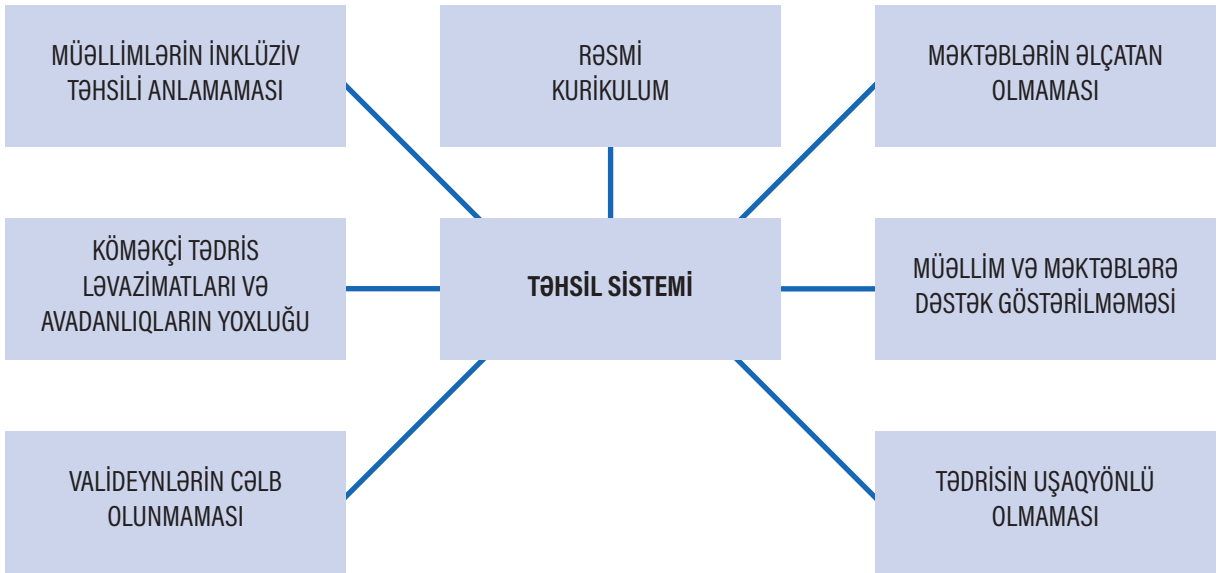 MÜƏLLİMLƏRİN İNKLÜZİV
TƏHSİLİ ANLAMAMASI
RƏSMİ
KURİKULUM
MƏKTƏBLƏRİN ƏLÇATAN
OLMAMASI
KÖMƏKÇİ TƏDRİS
LƏVAZİMATLARI VƏ
AVADANLIQLARIN YOXLUĞU
TƏHSİL SİSTEMİ
MÜƏLLİM VƏ MƏKTƏBLƏRƏ
DƏSTƏK GÖSTƏRİLMƏMƏSİ
VALİDEYNLƏRİN CƏLB
OLUNMAMASI
TƏDRİSİN UŞAQYÖNLÜ
OLMAMASI